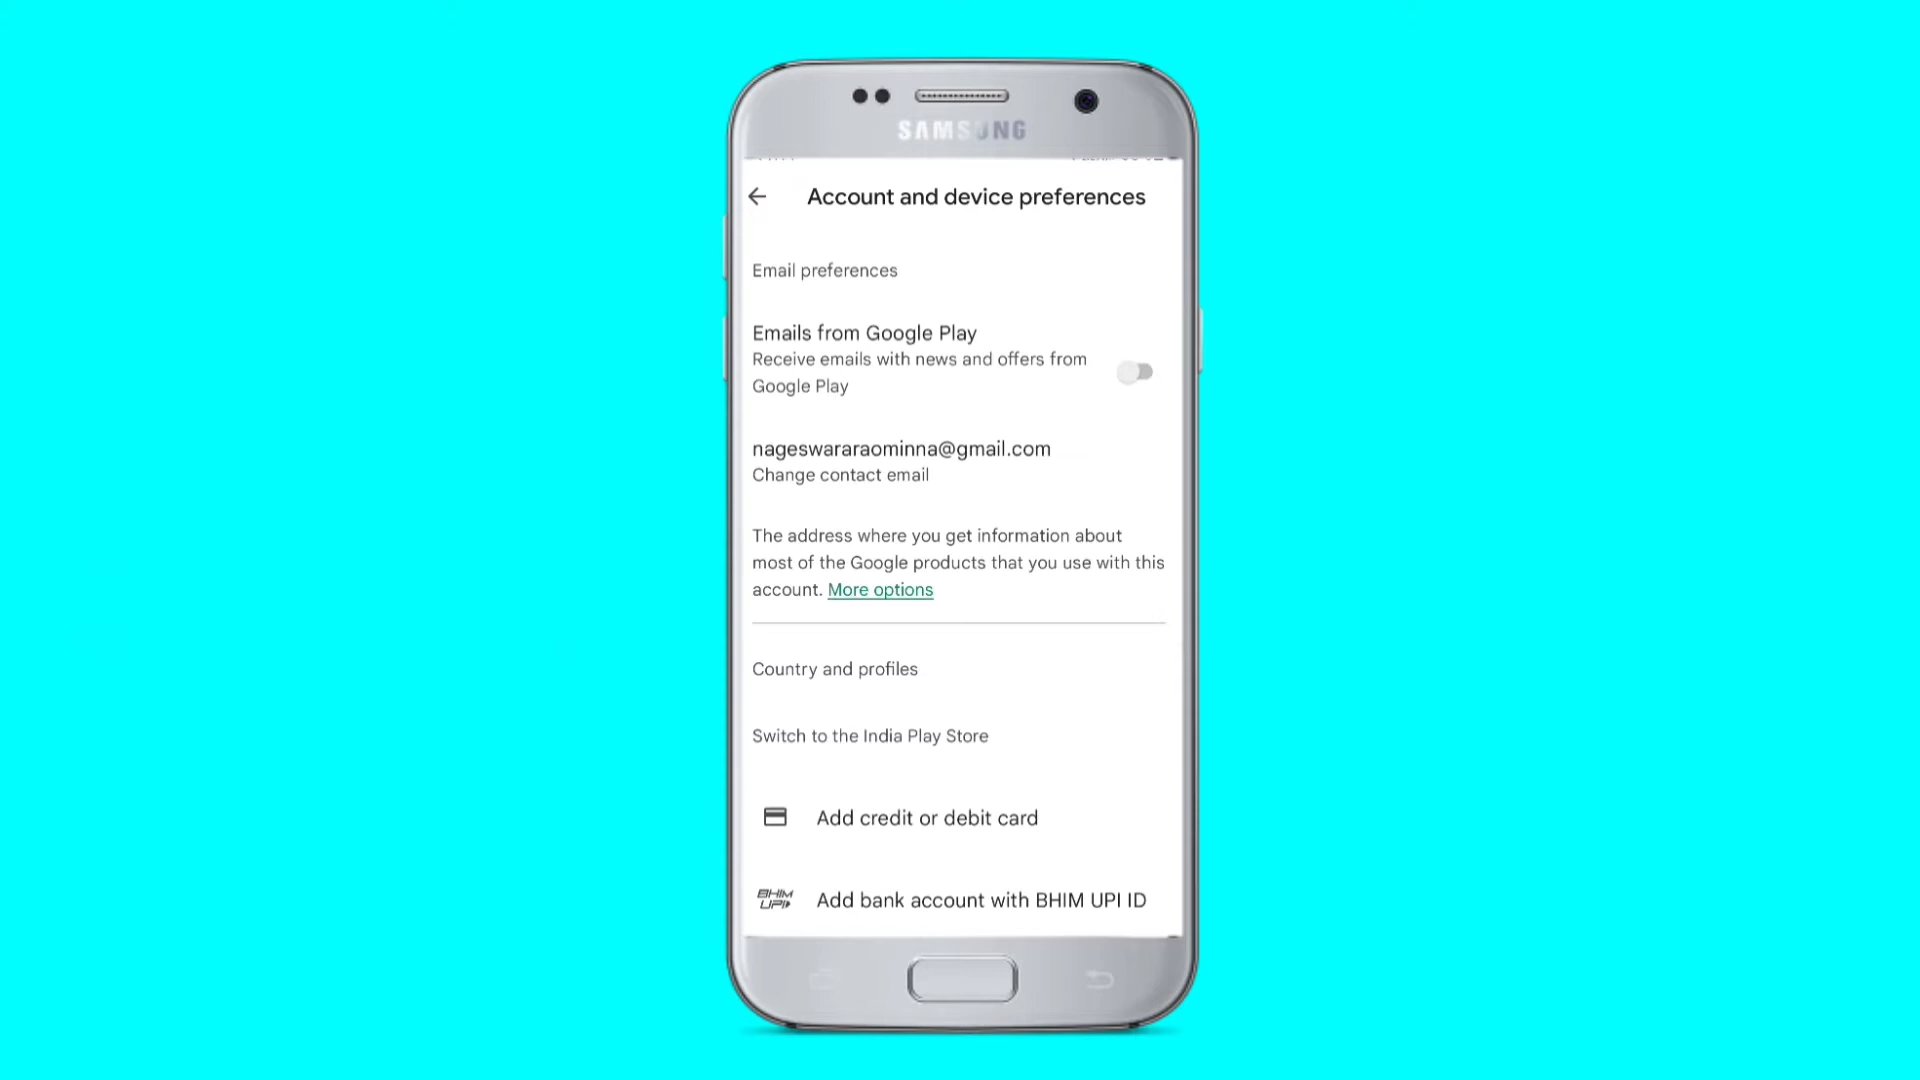 SAMSUNG
Account and device preferences
Email preferences
Emails from Google Play
Receive emails with news and offers from
Google Play
nageswararaominna@gmail.com
Change contact email
The address where you get information about
most of the Google products that you use with this
account. More options
Country and profiles
Switch to the India Play Store
Add credit or debit card
BHIM
UPI
Add bank account with BHIM UPI ID